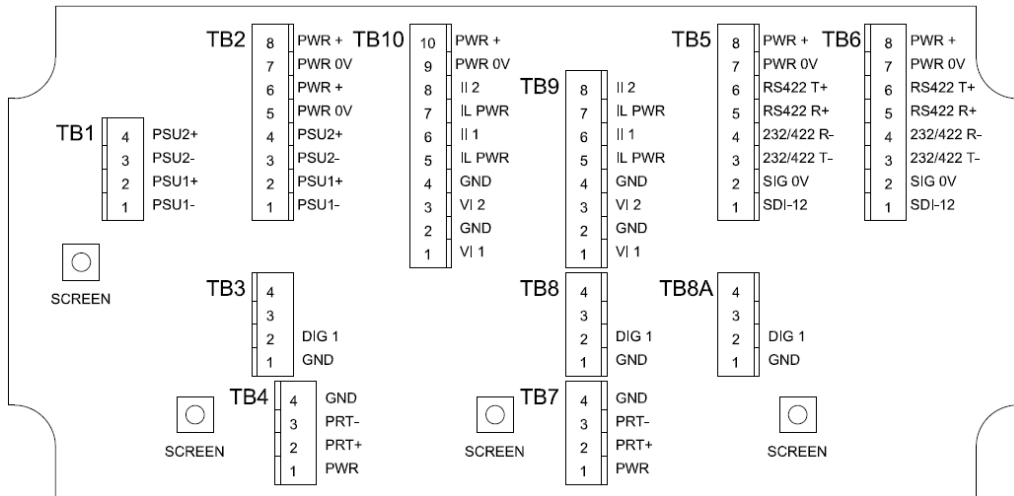 TB1
4 PSU2+
3 PSU2-
2 PSU1+
1 PSU1-
SCREEN
TB2
8 PWR +
7 PWR 0V
6 PWR +
5 PWR 0V
4 PSU2+
3 PSU2-
2 PSU1+
1 PSU1-
TB10
10 PWR +
9 PWR 0V
8 II 2
7 IL PWR
6 II 1
5 IL PWR
4 GND
3 VI 2
2 GND
1 VI 1
TB9
8 II 2
7 IL PWR
6 II 1
5 IL PWR
4 GND
3 VI 2
2 GND
1 VI 1
TB5
8 PWR +
7 PWR 0V
6 RS422 T+
5 RS422 R+
4 232/422 R-
3 232/422 T-
2 SIG 0V
1 SDI-12
TB6
8 PWR +
7 PWR 0V
6 RS422 T+
5 RS422 R+
4 232/422 R-
3 232/422 T-
2 SIG 0V
1 SDI-12
TB3
4
3
2 DIG 1
1 GND
TB8
4
3
2 DIG 1
1 GND
TB8A
4
3
2 DIG 1
1 GND
SCREEN
TB4
4 GND
3 PRT-
2 PRT+
1 PWR
SCREEN
TB7
4 GND
3 PRT-
2 PRT+
1 PWR
SCREEN